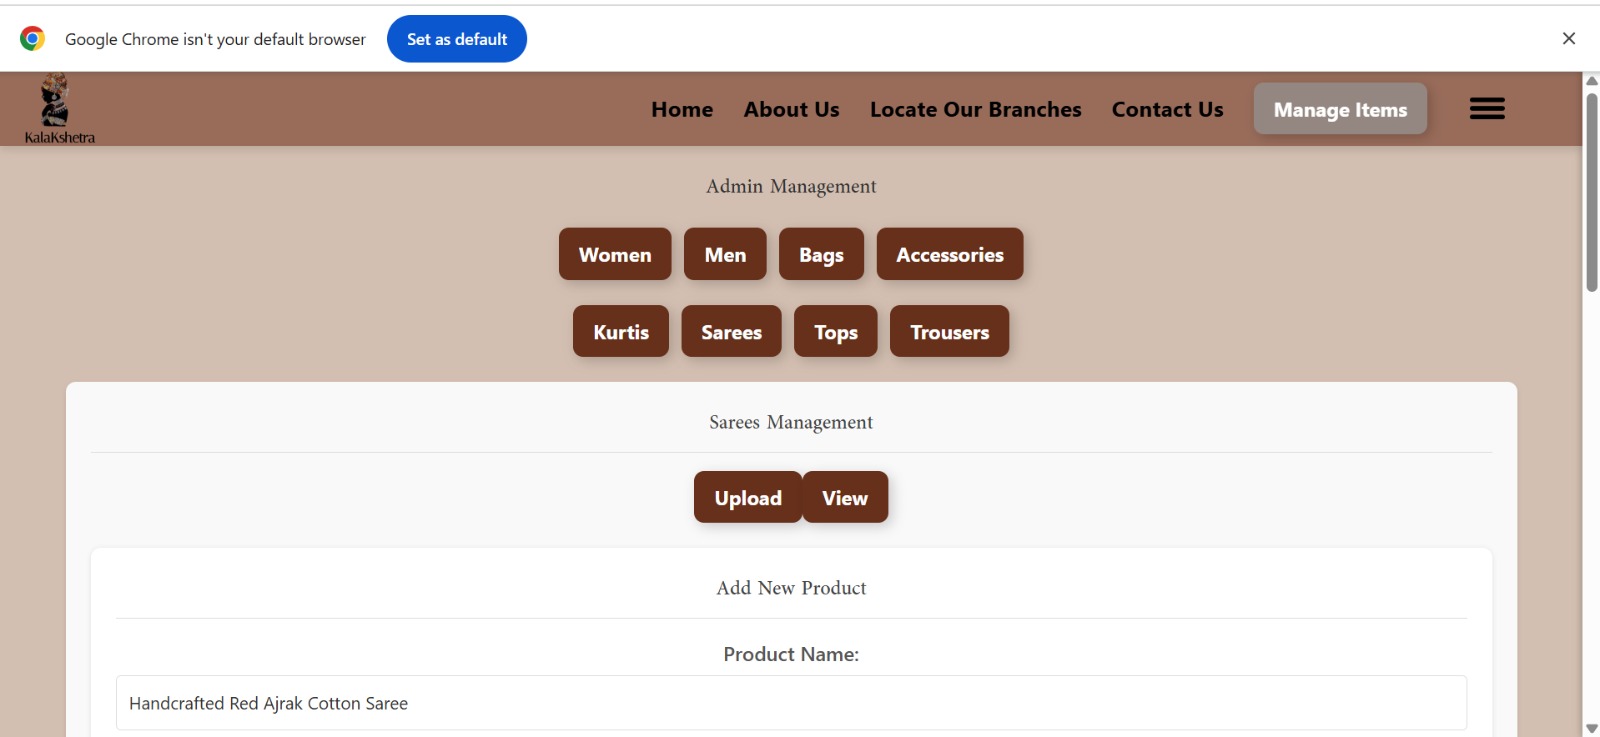 Google Chrome isn't your default browser Set as default
KalaKshetra
Home About Us Locate Our Branches Contact Us Manage Items
Admin Management
Women Men Bags Accessories
Kurtis Sarees Tops Trousers
Sarees Management
Upload View
Add New Product
Product Name:
Handcrafted Red Ajrak Cotton Saree